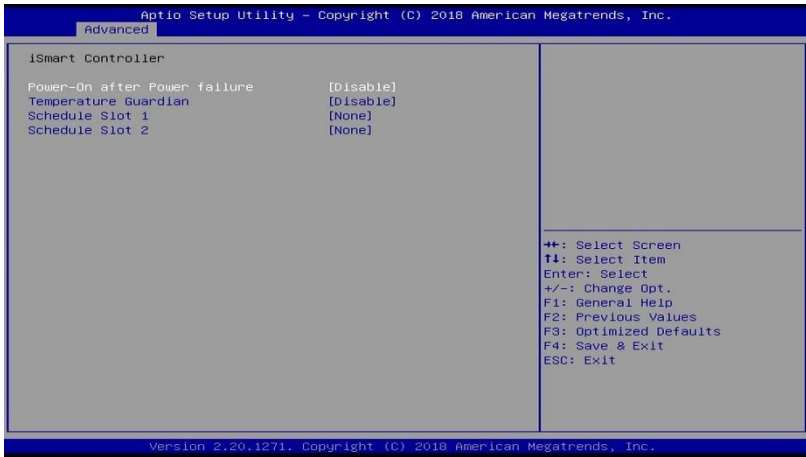 Aptio Setup Utility – Copyright (C) 2018 American Megatrends, Inc.
Advanced
iSmart Controller
Power-On after Power failure [Disable]
Temperature Guardian [Disable]
Schedule Slot 1 [None]
Schedule Slot 2 [None]
→←: Select Screen
↑↓: Select Item
Enter: Select
+/-: Change Opt.
F1: General Help
F2: Previous Values
F3: Optimized Defaults
F4: Save & Exit
ESC: Exit
Version 2.20.1271. Copyright (C) 2018 American Megatrends, Inc.